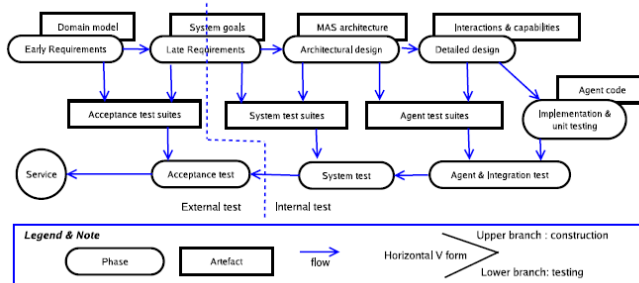 Domain model
System goals
MAS architecture
Interactions & capabilities
Early Requirements
Late Requirements
Architectural design
Detailed design
Agent code
Acceptance test suites
System test suites
Agent test suites
Implementation &
unit testing
Service
Acceptance test
System test
Agent & Integration test
External test
Internal test
Legend & Note
Upper branch : construction
Phase
Artefact
flow
Horizontal V form
Lower branch: testing